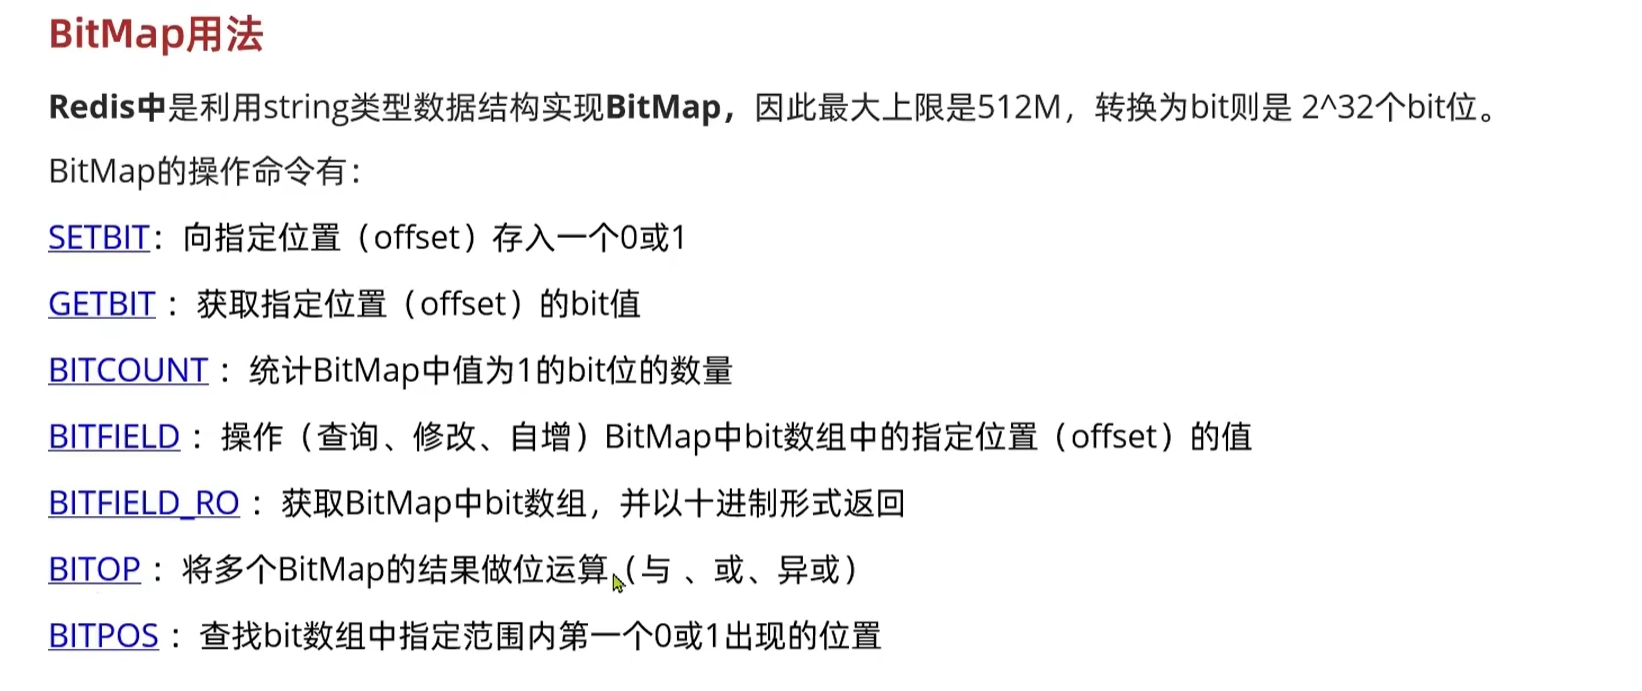 BitMap用法
Redis中是利用string类型数据结构实现BitMap，因此最大上限是512M，转换为bit则是 2^32个bit位。
BitMap的操作命令有：
SETBIT：向指定位置（offset）存入一个0或1
GETBIT ：获取指定位置（offset）的bit值
BITCOUNT ：统计BitMap中值为1的bit位的数量
BITFIELD ：操作（查询、修改、自增）BitMap中bit数组中的指定位置（offset）的值
BITFIELD_RO ：获取BitMap中bit数组，并以十进制形式返回
BITOP ：将多个BitMap的结果做位运算（与 、或、异或）
BITPOS ：查找bit数组中指定范围内第一个0或1出现的位置